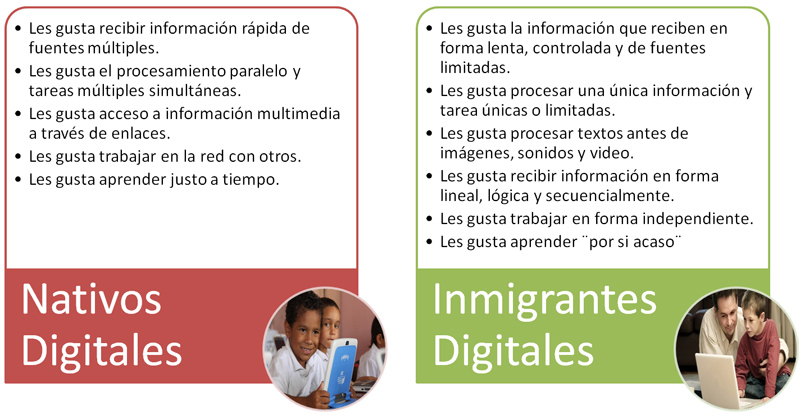 • Les gusta recibir información rápida de
fuentes múltiples.
• Les gusta el procesamiento paralelo y
tareas múltiples simultáneas.
• Les gusta acceso a información multimedia
a través de enlaces.
• Les gusta trabajar en la red con otros.
• Les gusta aprender justo a tiempo.
Nativos
Digitales
• Les gusta la información que reciben en
forma lenta, controlada y de fuentes
limitadas.
• Les gusta procesar una única información y
tarea únicas o limitadas.
• Les gusta procesar textos antes de
imágenes, sonidos y video.
• Les gusta recibir información en forma
lineal, lógica y secuencialmente.
• Les gusta trabajar en forma independiente.
• Les gusta aprender ¨por si acaso¨
Inmigrantes
Digitales